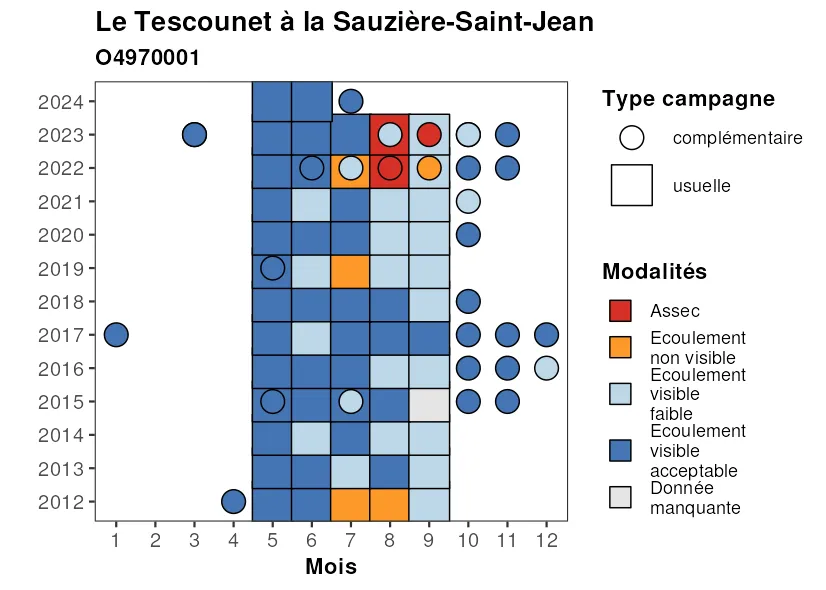 Le Tescounet à la Sauzière-Saint-Jean
O4970001
2024
2023
2022
2021
2020
2019
2018
2017
2016
2015
2014
2013
2012
1 2 3 4 5 6 7 8 9 10 11 12
Mois
Type campagne
complémentaire
usuelle
Modalités
Assec
Ecoulement
non visible
Ecoulement
visible
faible
Ecoulement
visible
acceptable
Donnée
manquante